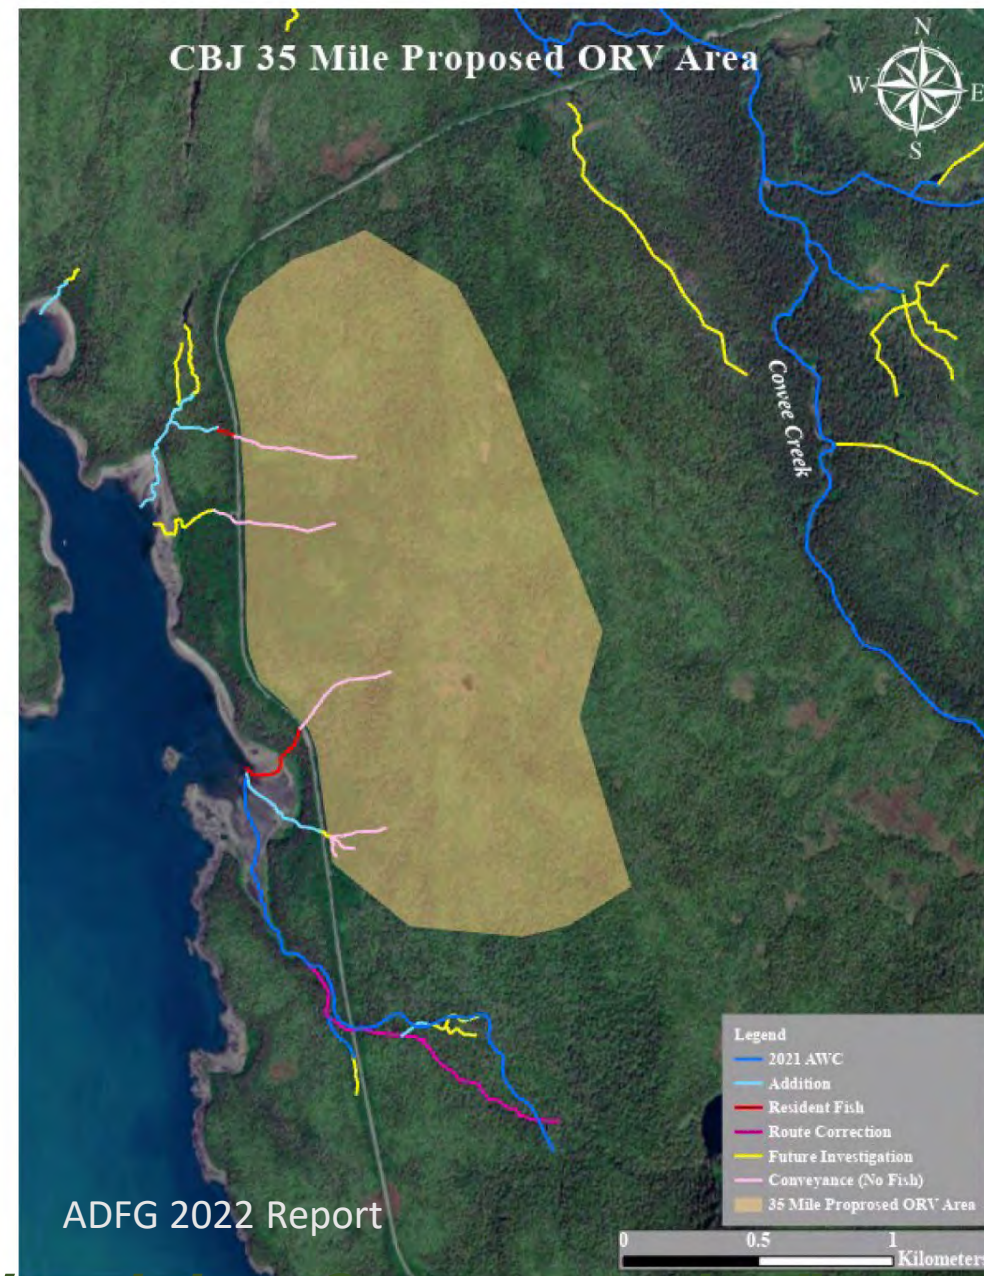 CBJ 35 Mile Proposed ORV Area
N
W
E
S
Cowee Creek
Legend
2021 AWC
Addition
Resident Fish
Route Correction
Future Investigation
Conveyance (No Fish)
35 Mile Proprosed ORV Area
ADFG 2022 Report
0 0.5 1
Kilometers